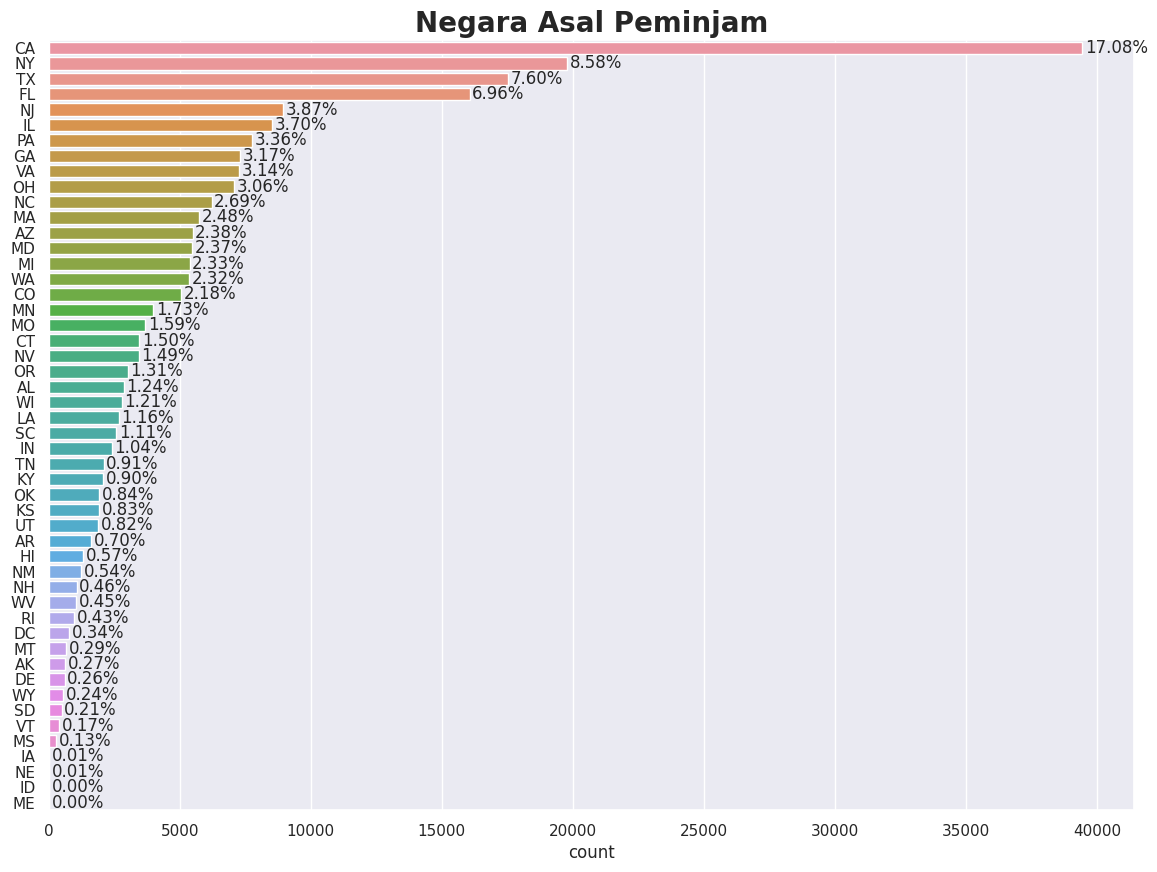 Negara Asal Peminjam
CA 17.08%
NY 8.58%
TX 7.60%
FL 6.96%
NJ 3.87%
IL 3.70%
PA 3.36%
GA 3.17%
VA 3.14%
OH 3.06%
NC 2.69%
MA 2.48%
AZ 2.38%
MD 2.37%
MI 2.33%
WA 2.32%
CO 2.18%
MN 1.73%
MO 1.59%
CT 1.50%
NV 1.49%
OR 1.31%
AL 1.24%
WI 1.21%
LA 1.16%
SC 1.11%
IN 1.04%
TN 0.91%
KY 0.90%
OK 0.84%
KS 0.83%
UT 0.82%
AR 0.70%
HI 0.57%
NM 0.54%
NH 0.46%
WV 0.45%
RI 0.43%
DC 0.34%
MT 0.29%
AK 0.27%
DE 0.26%
WY 0.24%
SD 0.21%
VT 0.17%
MS 0.13%
IA 0.01%
NE 0.01%
ID 0.00%
ME 0.00%
0 5000 10000 15000 20000 25000 30000 35000 40000
count